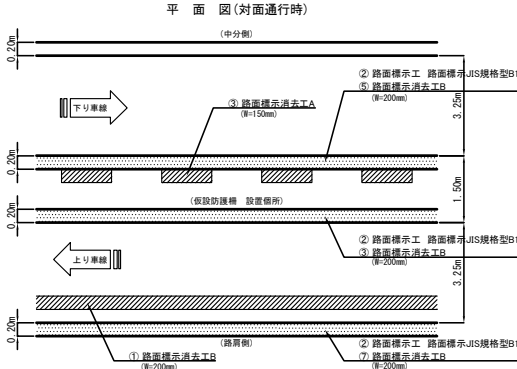 平 面 図(対面通行時)
(中分側)
0.20m
② 路面標示工 路面標示JIS規格型B1
⑤ 路面標示消去工B
(W=200mm)
3.25m
下り車線
③ 路面標示消去工A
(W=150mm)
0.20m
1.50m
(仮設防護柵 設置個所)
0.20m
② 路面標示工 路面標示JIS規格型B1
③ 路面標示消去工B
(W=200mm)
上り車線
3.25m
0.20m
(路肩側)
② 路面標示工 路面標示JIS規格型B1
① 路面標示消去工B
(W=200mm)
⑦ 路面標示消去工B
(W=200mm)